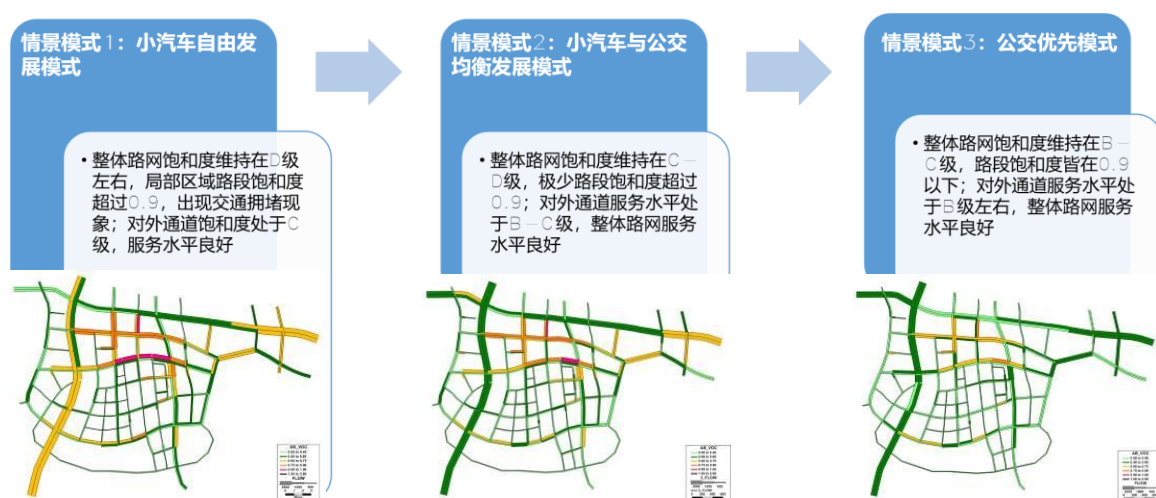 情景模式1：小汽车自由发
展模式
• 整体路网饱和度维持在D级
左右，局部区域路段饱和度
超过0.9，出现交通拥堵现
象；对外通道饱和度处于C
级，服务水平良好
情景模式2：小汽车与公交
均衡发展模式
• 整体路网饱和度维持在C－
D级，极少路段饱和度超过
0.9；对外通道服务水平处
于B－C级，整体路网服务
水平良好
情景模式3：公交优先模式
• 整体路网饱和度维持在B－
C级，路段饱和度皆在0.9
以下；对外通道服务水平处
于B级左右，整体路网服务
水平良好
AB_VOC
AB_VOC
AB_VOC